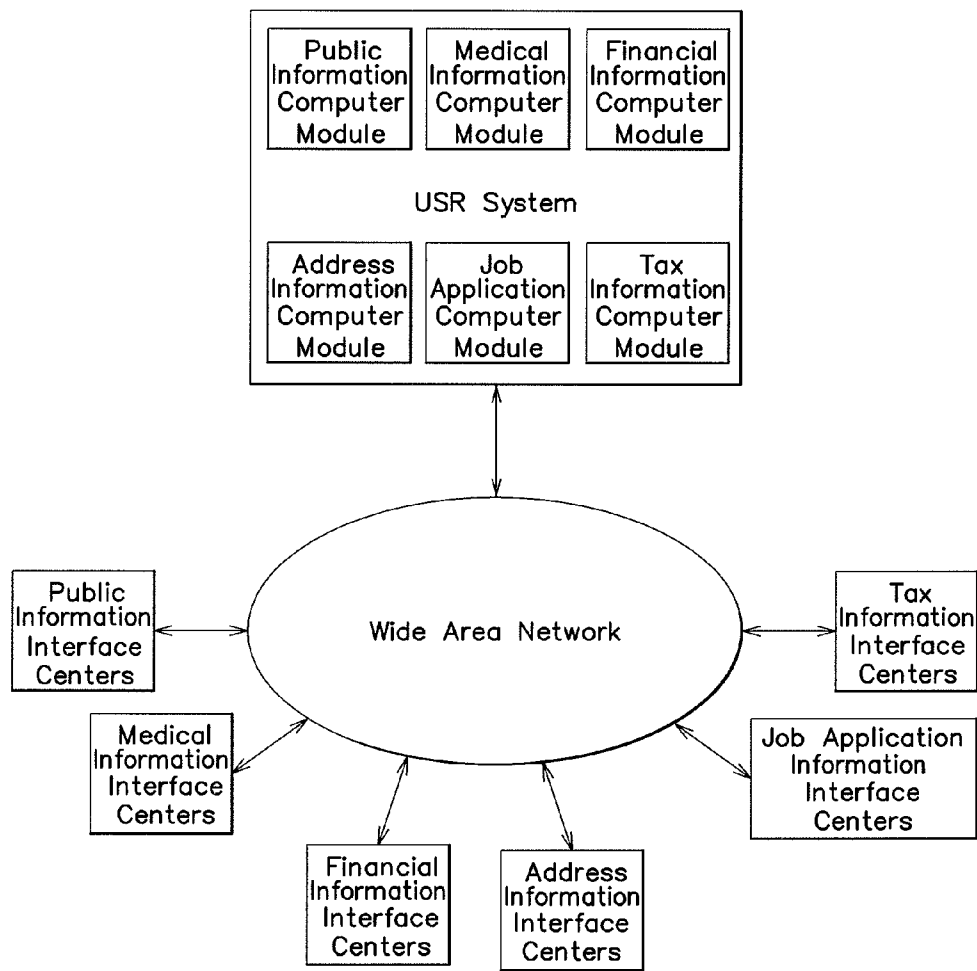 Public
Information
Computer
Module
Medical
Information
Computer
Module
Financial
Information
Computer
Module
USR System
Address
Information
Computer
Module
Job
Application
Computer
Module
Tax
Information
Computer
Module
Wide Area Network
Public
Information
Interface
Centers
Medical
Information
Interface
Centers
Financial
Information
Interface
Centers
Address
Information
Interface
Centers
Job Application
Information
Interface
Centers
Tax
Information
Interface
Centers